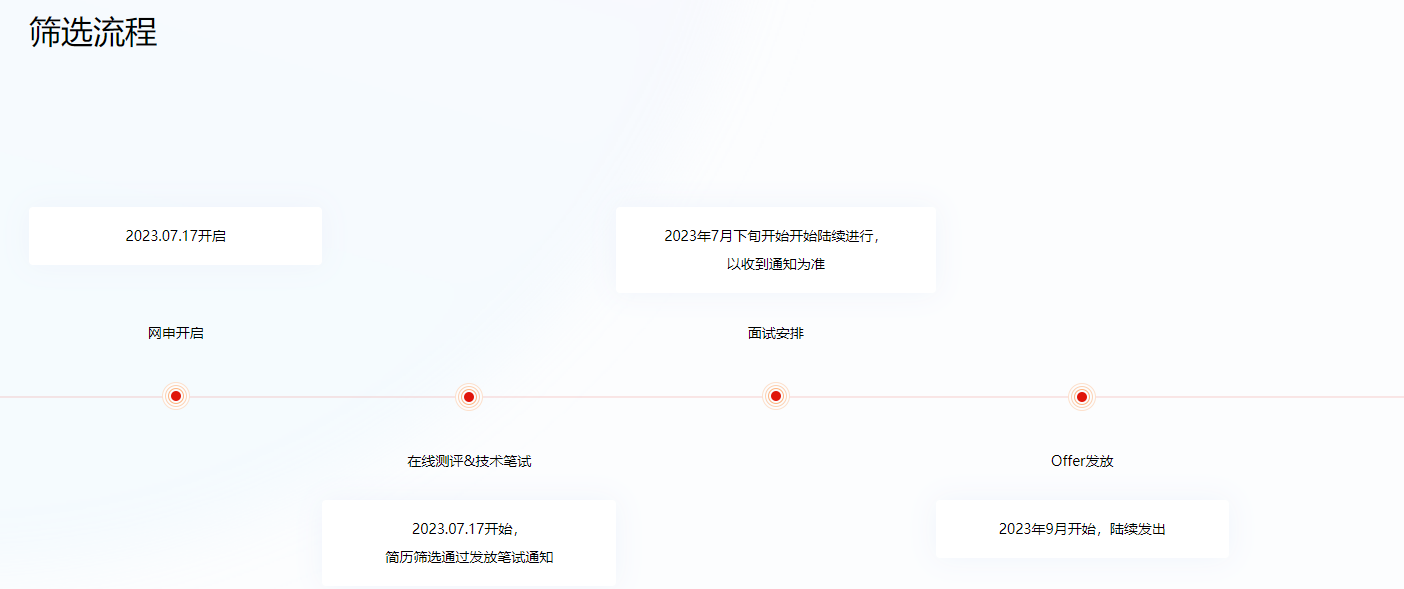 筛选流程
2023.07.17开启
网申开启
在线测评&技术笔试
2023.07.17开始，
简历筛选通过发放笔试通知
2023年7月下旬开始开始陆续进行，
以收到通知为准
面试安排
Offer发放
2023年9月开始，陆续发出